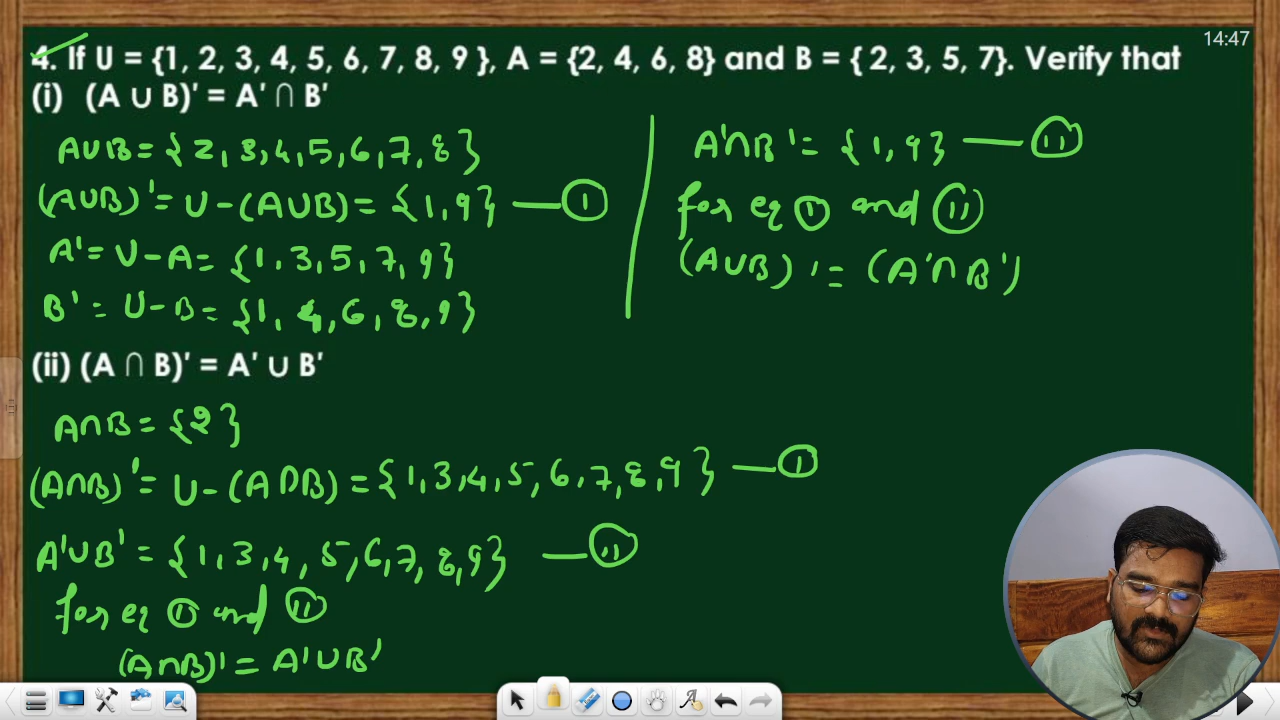 14:47
4. If U = {1, 2, 3, 4, 5, 6, 7, 8, 9 }, A = {2, 4, 6, 8} and B = { 2, 3, 5, 7}. Verify that
(i) (A ∪ B)′ = A′ ∩ B′
A∪B = {2, 3, 4, 5, 6, 7, 8}
(A∪B)' = U - (A∪B) = {1, 9} — (I)
A' = U - A = {1, 3, 5, 7, 9}
B' = U - B = {1, 4, 6, 8, 9}
A'∩B' = {1, 9} — (II)
for eq (I) and (II)
(A∪B)' = (A'∩B')
(ii) (A ∩ B)′ = A′ ∪ B′
A∩B = {2}
(A∩B)' = U - (A∩B) = {1, 3, 4, 5, 6, 7, 8, 9} — (I)
A'∪B' = {1, 3, 4, 5, 6, 7, 8, 9} — (II)
for eq (I) and (II)
(A∩B)' = A'∪B'